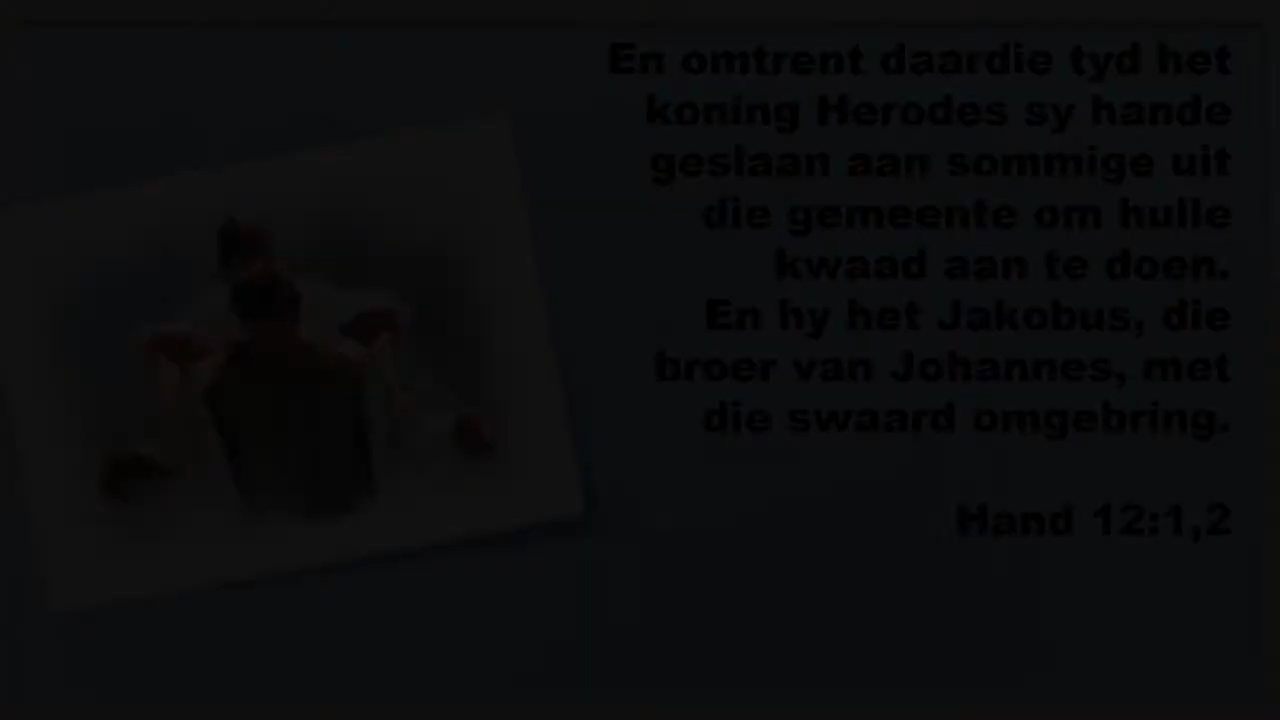 En omtrent daardie tyd het
koning Herodes sy hande
geslaan aan sommige uit
die gemeente om hulle
kwaad aan te doen.
En hy het Jakobus, die
broer van Johannes, met
die swaard omgebring.
Hand 12:1,2